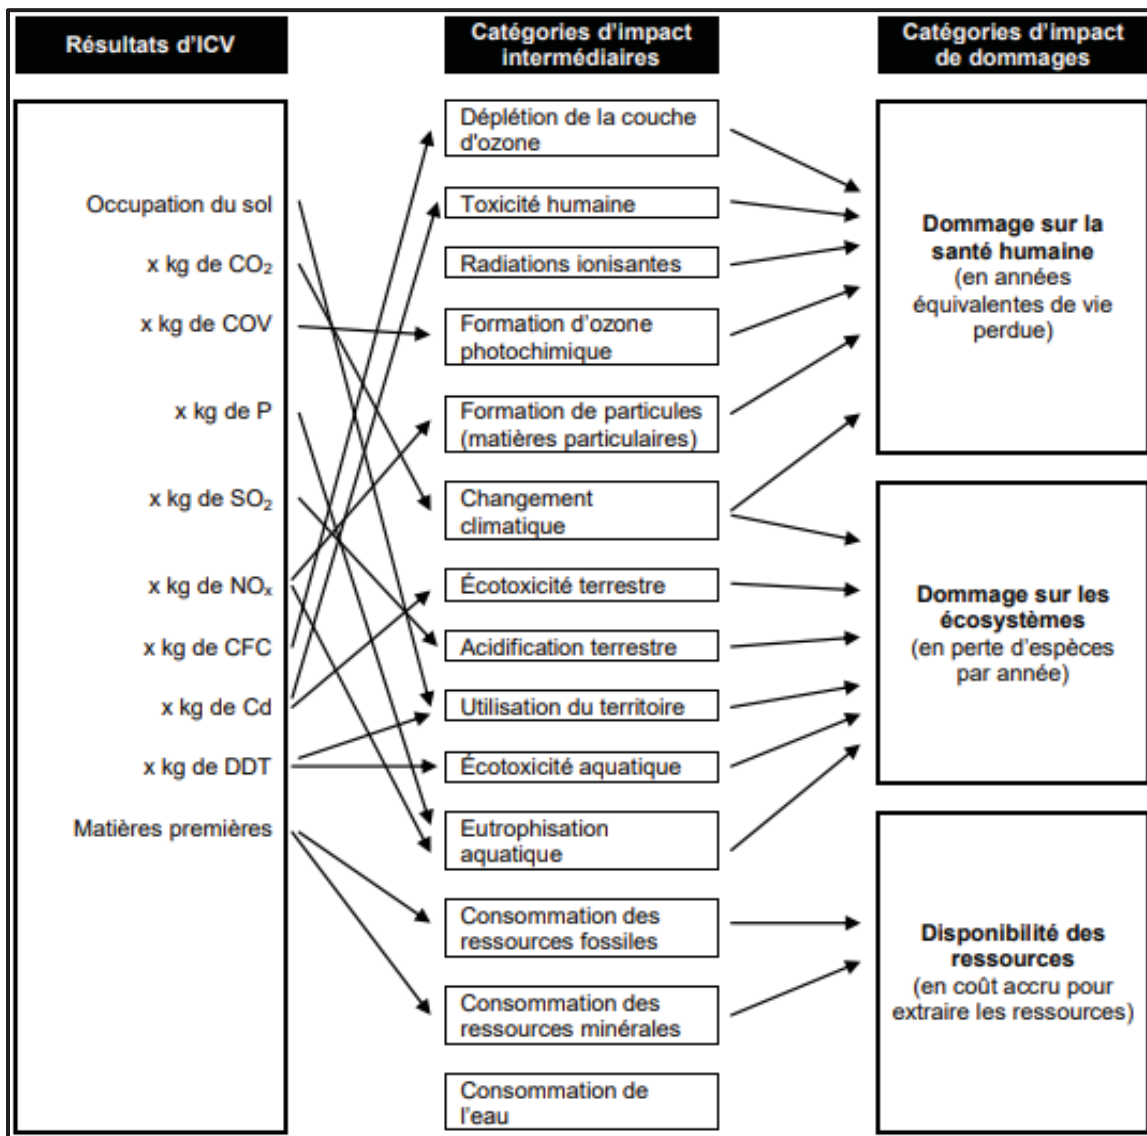 Résultats d'ICV
Catégories d'impact
intermédiaires
Catégories d'impact
de dommages
Occupation du sol
x kg de CO₂
x kg de COV
x kg de P
x kg de SO₂
x kg de NOₓ
x kg de CFC
x kg de Cd
x kg de DDT
Matières premières
Déplétion de la couche
d'ozone
Toxicité humaine
Radiations ionisantes
Formation d'ozone
photochimique
Formation de particules
(matières particulaires)
Changement
climatique
Écotoxicité terrestre
Acidification terrestre
Utilisation du territoire
Écotoxicité aquatique
Eutrophisation
aquatique
Consommation des
ressources fossiles
Consommation des
ressources minérales
Consommation de
l'eau
Dommage sur la
santé humaine
(en années
équivalentes de vie
perdue)
Dommage sur les
écosystèmes
(en perte d'espèces
par année)
Disponibilité des
ressources
(en coût accru pour
extraire les ressources)